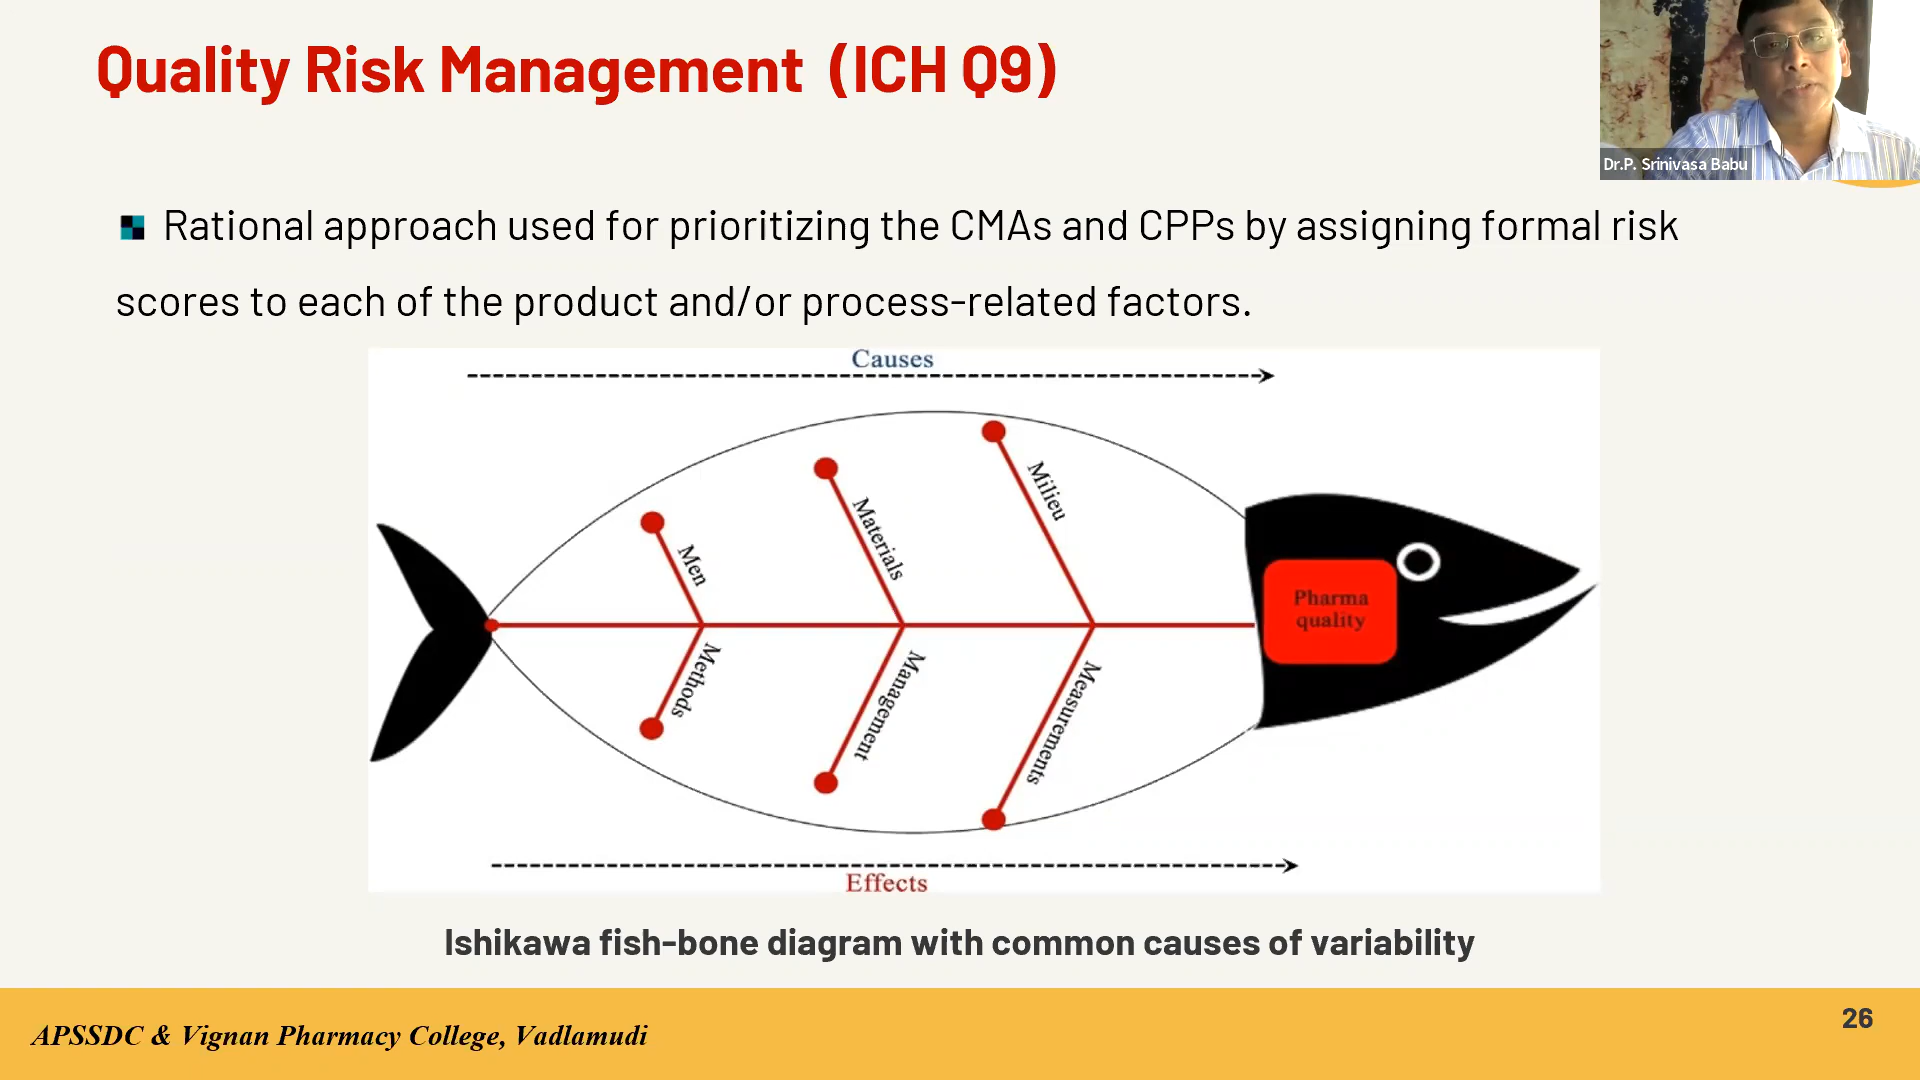 Quality Risk Management (ICH Q9)
Dr.P. Srinivasa Babu
Rational approach used for prioritizing the CMAs and CPPs by assigning formal risk
scores to each of the product and/or process-related factors.
Causes
Men
Materials
Milieu
Pharma
quality
Methods
Management
Measurements
Effects
Ishikawa fish-bone diagram with common causes of variability
APSSDC & Vignan Pharmacy College, Vadlamudi
26